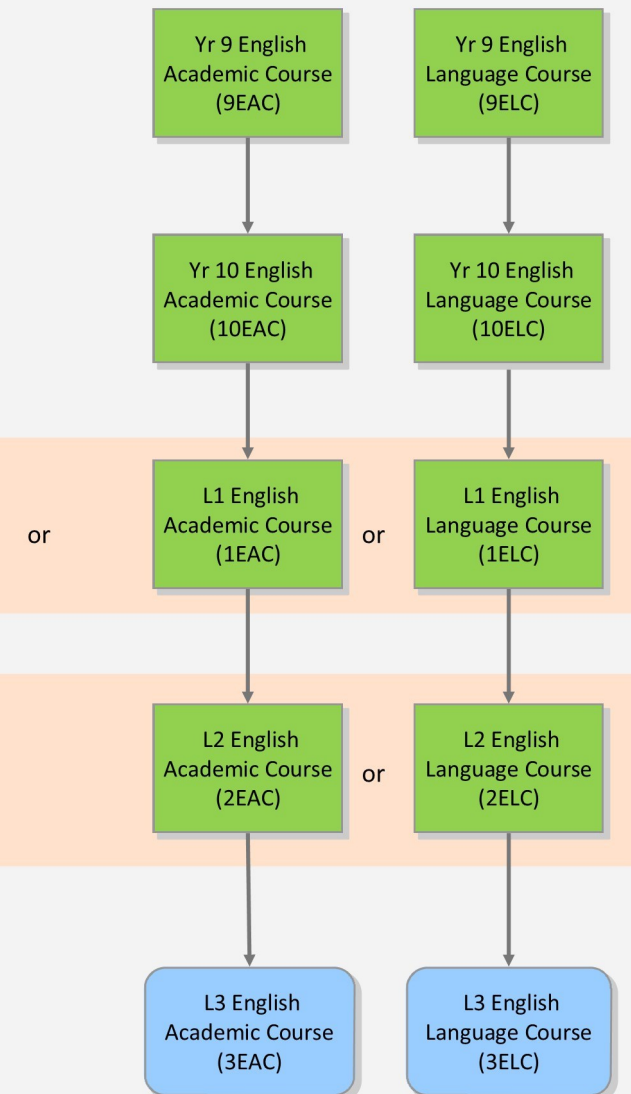 Yr 9 English
Academic Course
(9EAC)
Yr 9 English
Language Course
(9ELC)
Yr 10 English
Academic Course
(10EAC)
Yr 10 English
Language Course
(10ELC)
or
L1 English
Academic Course
(1EAC)
or
L1 English
Language Course
(1ELC)
L2 English
Academic Course
(2EAC)
or
L2 English
Language Course
(2ELC)
L3 English
Academic Course
(3EAC)
L3 English
Language Course
(3ELC)